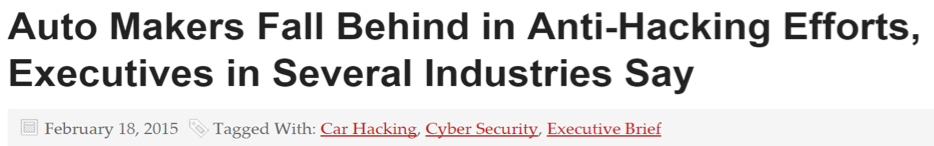 Auto Makers Fall Behind in Anti-Hacking Efforts,
Executives in Several Industries Say
February 18, 2015 Tagged With: Car Hacking, Cyber Security, Executive Brief